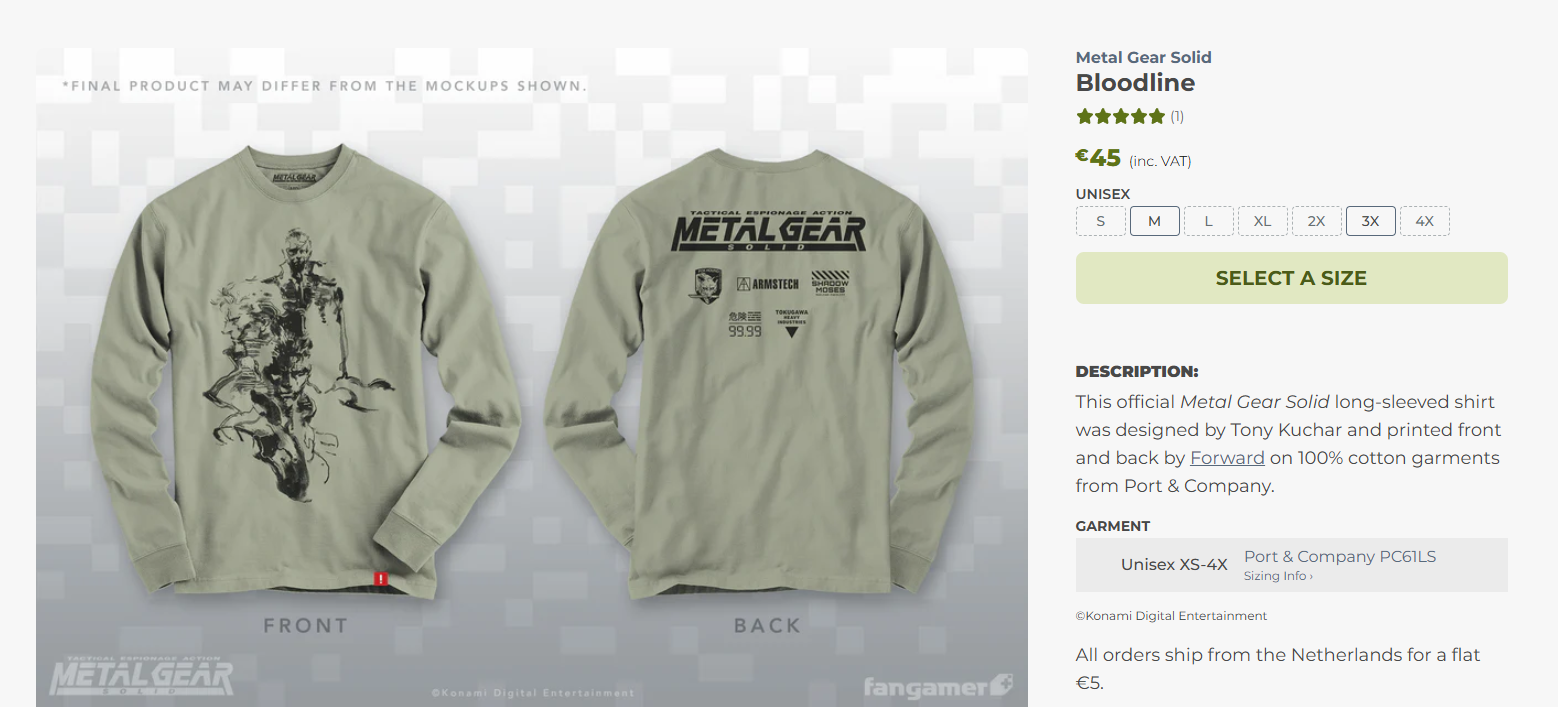 *FINAL PRODUCT MAY DIFFER FROM THE MOCKUPS SHOWN.
METAL GEAR
TACTICAL ESPIONAGE ACTION
METAL GEAR
SOLID
ARMSTECH
SHADOW
MOSES
危険
99.99
TOKUGAWA
HEAVY
INDUSTRIES
!
FRONT
BACK
TACTICAL ESPIONAGE ACTION
METAL GEAR
SOLID
©Konami Digital Entertainment
fangamer
Metal Gear Solid
Bloodline
(1)
€45 (inc. VAT)
UNISEX
S M L XL 2X 3X 4X
SELECT A SIZE
DESCRIPTION:
This official Metal Gear Solid long-sleeved shirt
was designed by Tony Kuchar and printed front
and back by Forward on 100% cotton garments
from Port & Company.
GARMENT
Unisex XS-4X
Port & Company PC61LS
Sizing Info ›
©Konami Digital Entertainment
All orders ship from the Netherlands for a flat
€5.